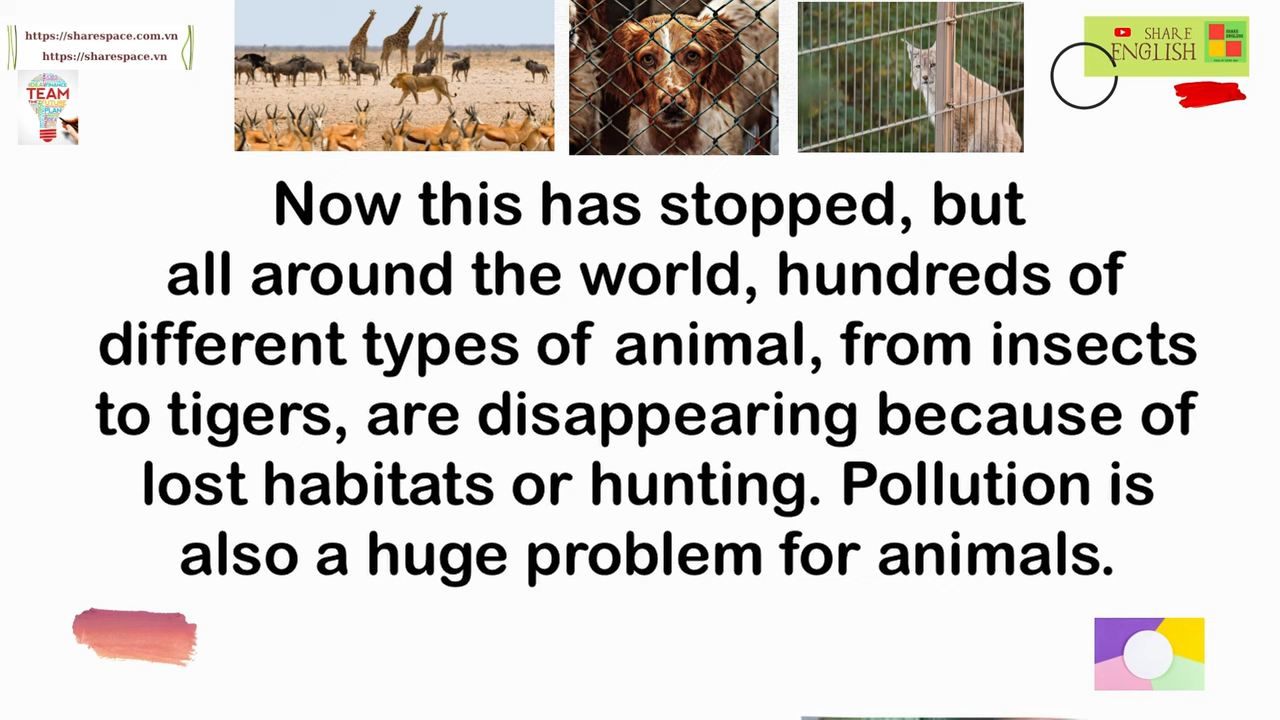 https://sharespace.com.vn
https://sharespace.vn
TEAM
PLAN
SHARE
ENGLISH
Now this has stopped, but
all around the world, hundreds of
different types of animal, from insects
to tigers, are disappearing because of
lost habitats or hunting. Pollution is
also a huge problem for animals.